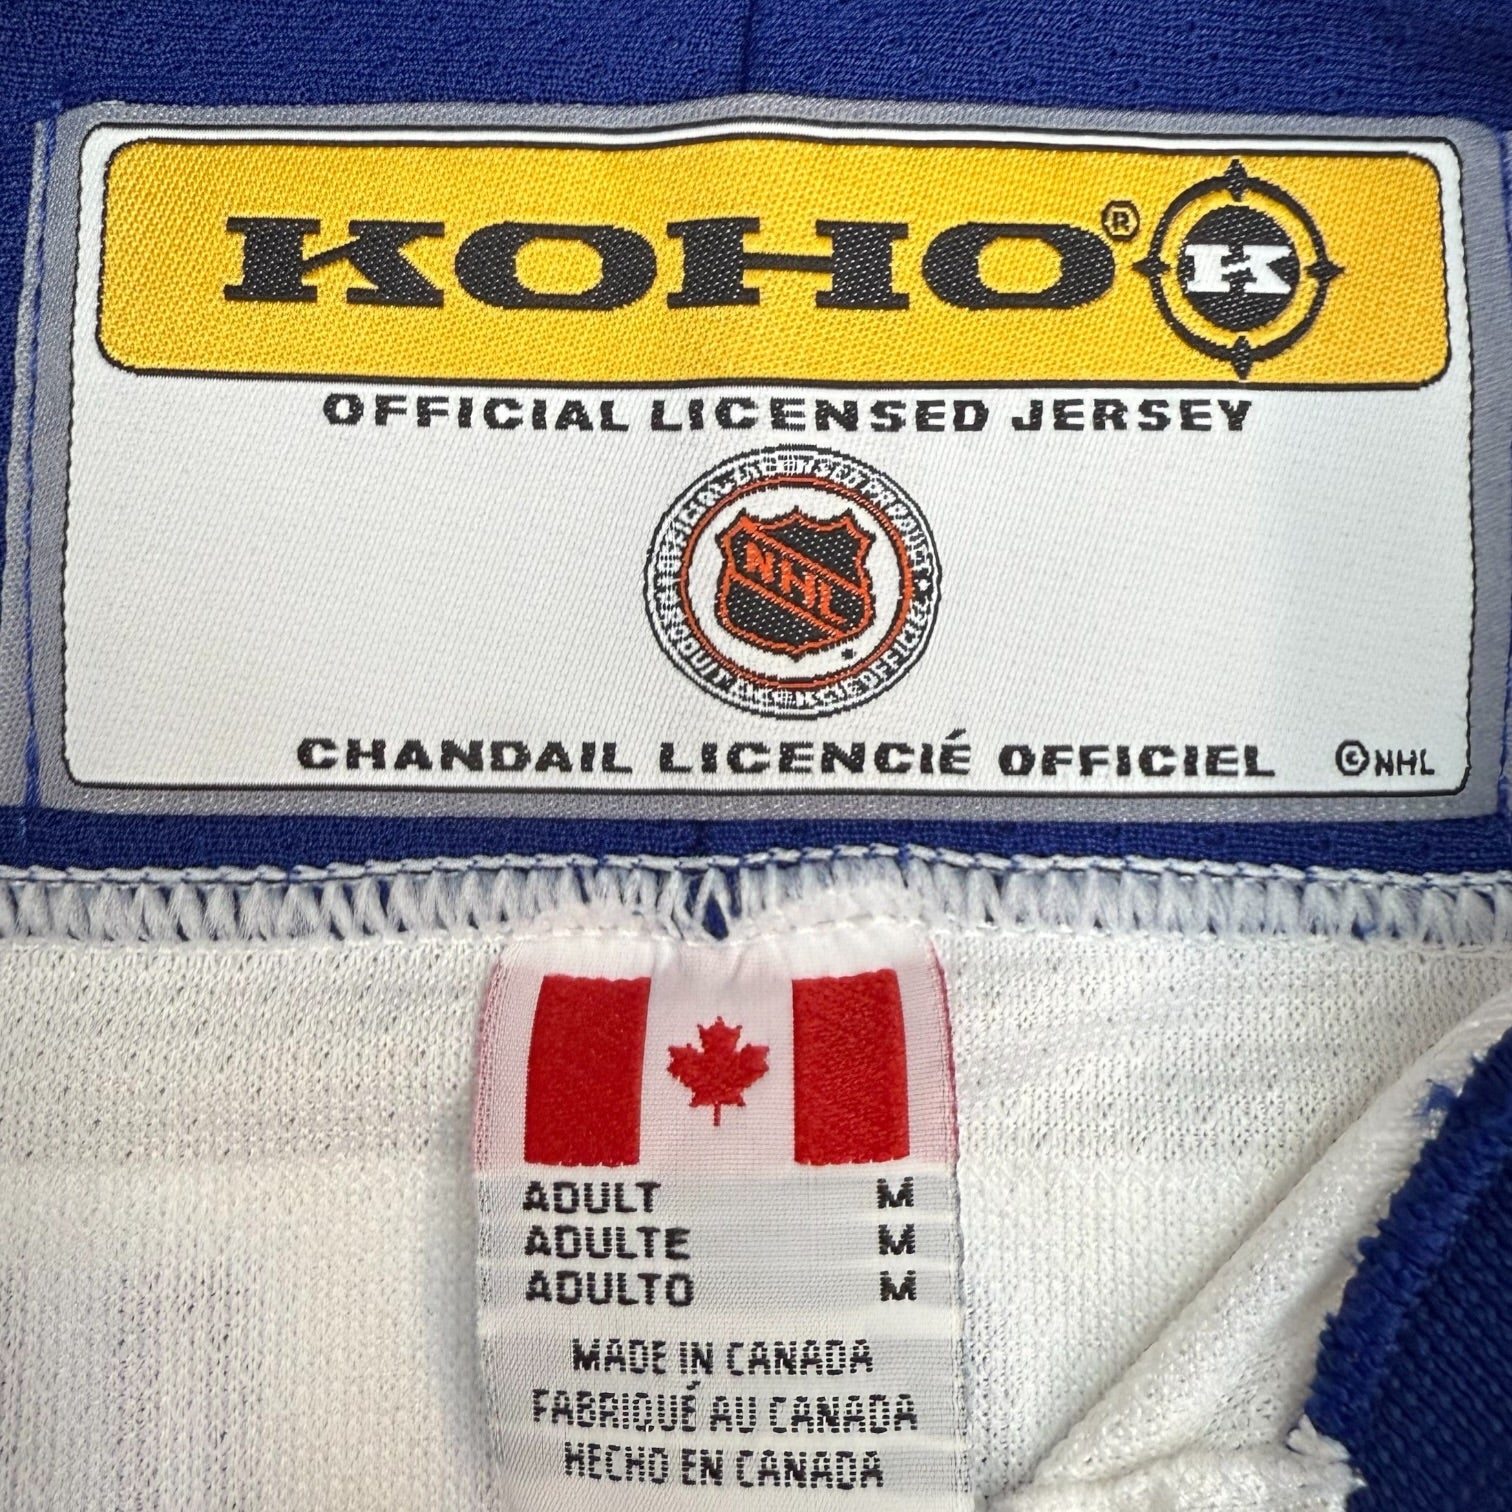 KOHO® K
OFFICIAL LICENSED JERSEY
NHL
CHANDAIL LICENCIÉ OFFICIEL ©NHL
ADULT M
ADULTE M
ADULTO M
MADE IN CANADA
FABRIQUÉ AU CANADA
HECHO EN CANADA